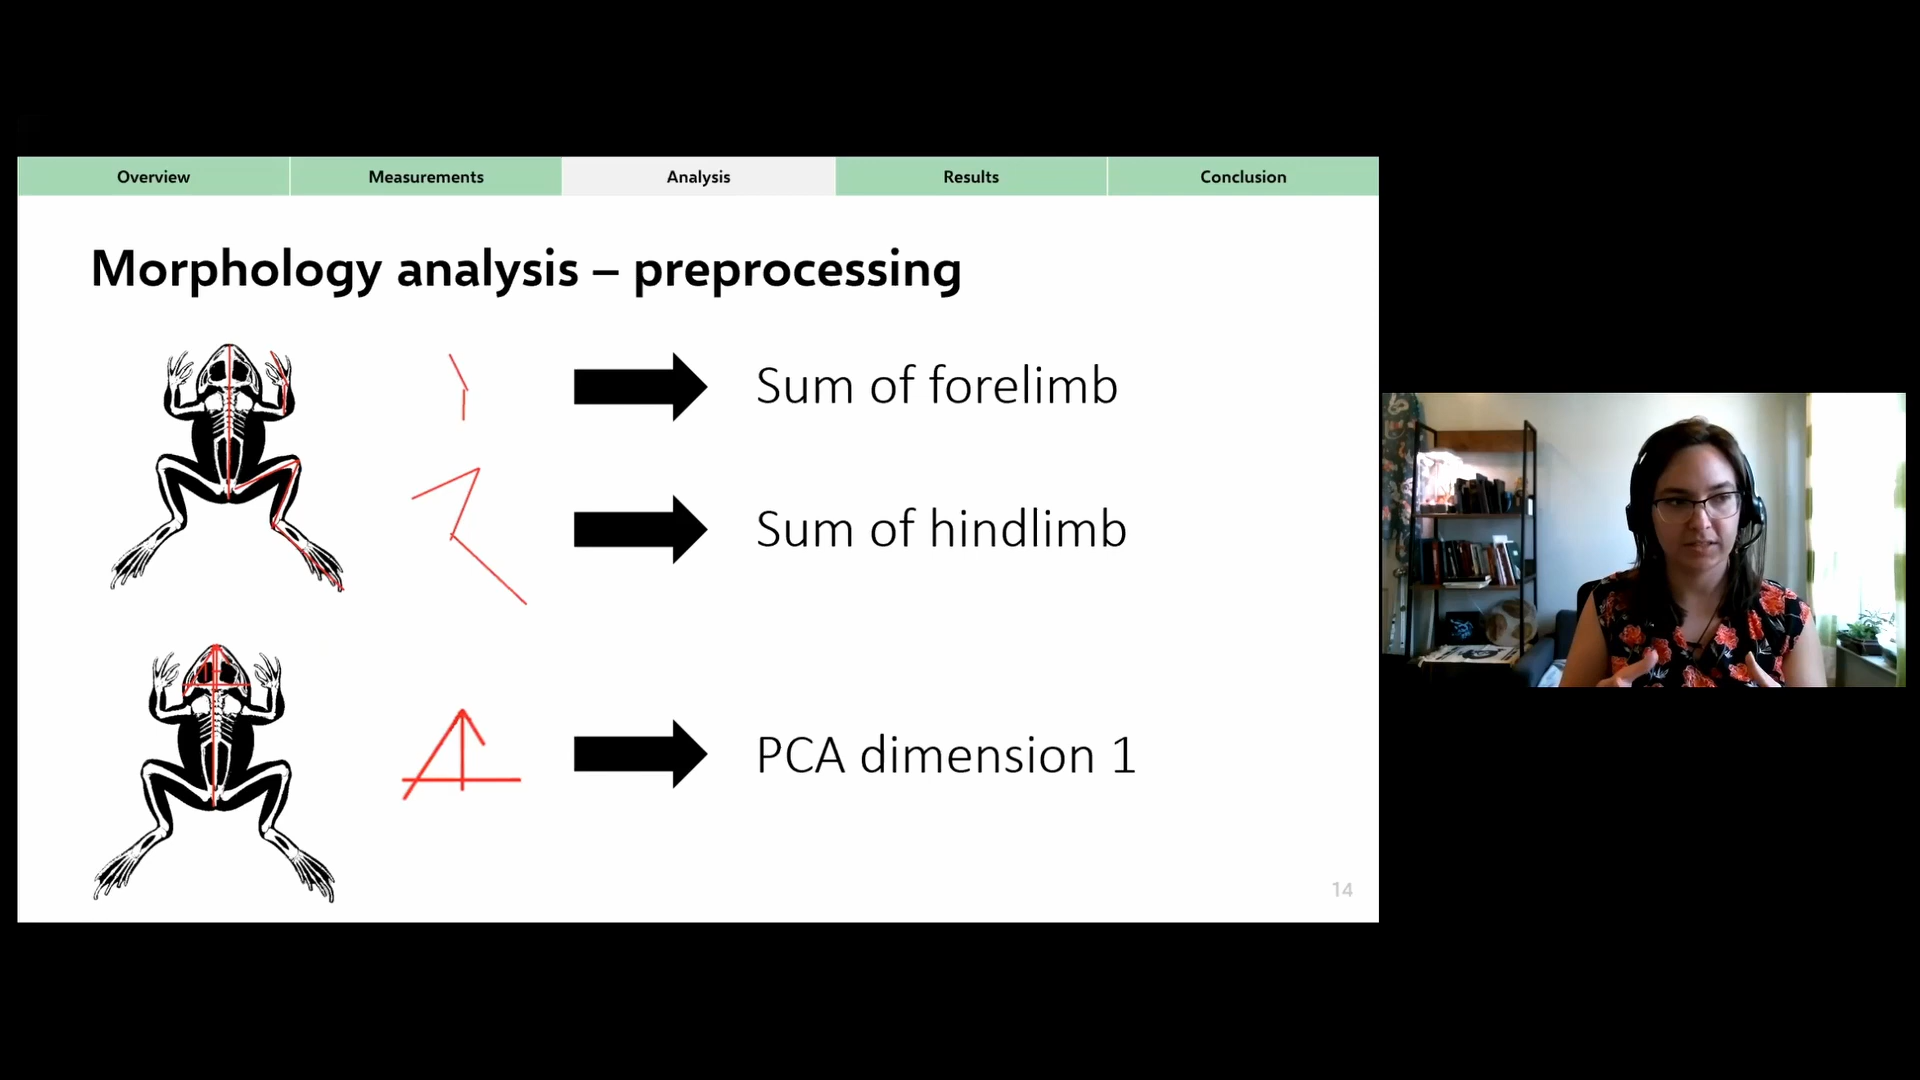 Overview
Measurements
Analysis
Results
Conclusion
Morphology analysis – preprocessing
Sum of forelimb
Sum of hindlimb
PCA dimension 1
14